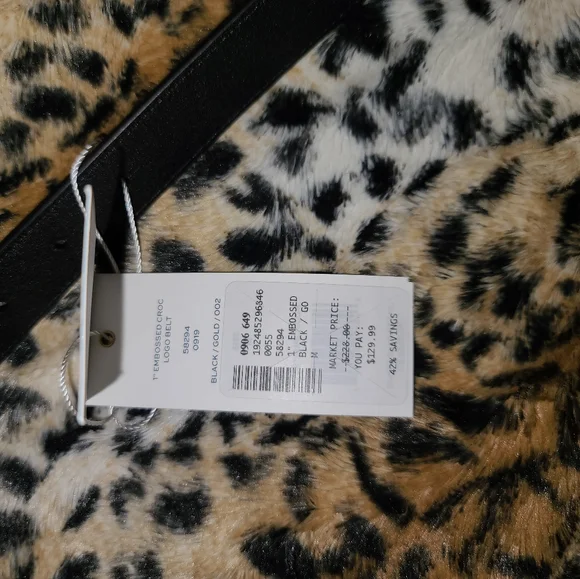 1" EMBOSSED CROC
LOGO BELT
58294
0919
BLACK / GOLD / 002
0906 649
192485296346
0055
58294
1" EMBOSSED
BLACK / GO
M
MARKET PRICE:
$228.00
YOU PAY:
$129.99
42% SAVINGS